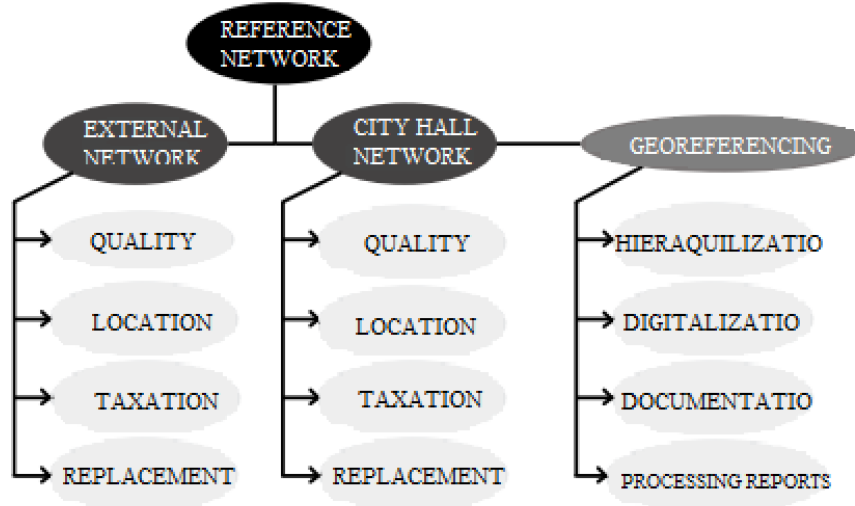 REFERENCE
NETWORK
EXTERNAL
NETWORK
CITY HALL
NETWORK
GEOREFERENCING
QUALITY
LOCATION
TAXATION
REPLACEMENT
QUALITY
LOCATION
TAXATION
REPLACEMENT
HIERAQUILIZATIO
DIGITALIZATIO
DOCUMENTATIO
PROCESSING REPORTS